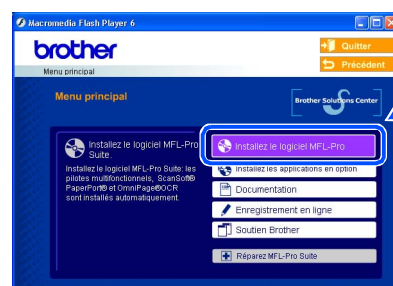 Macromedia Flash Player 6
brother
Quitter
Précédent
Menu principal
Menu principal
Brother Solutions Center
Installez le logiciel MFL-Pro
Suite.
Installez le logiciel MFL-Pro Suite: les
pilotes multifonctionnels, ScanSoft®
PaperPort® et OmniPage®OCR
sont installés automatiquement.
Installez le logiciel MFL-Pro
Installez les applications en option
Documentation
Enregistrement en ligne
Soutien Brother
Réparez MFL-Pro Suite